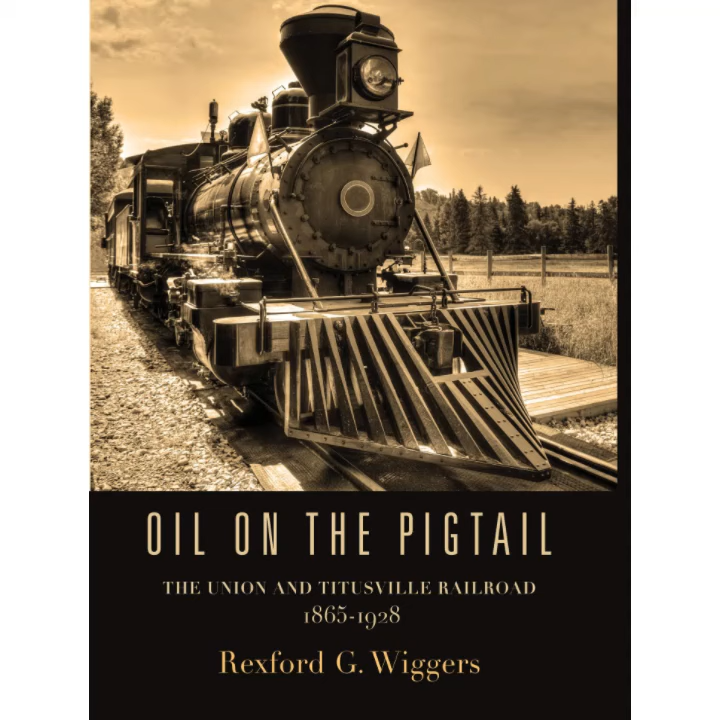 OIL ON THE PIGTAIL
THE UNION AND TITUSVILLE RAILROAD
1865-1928
Rexford G. Wiggers